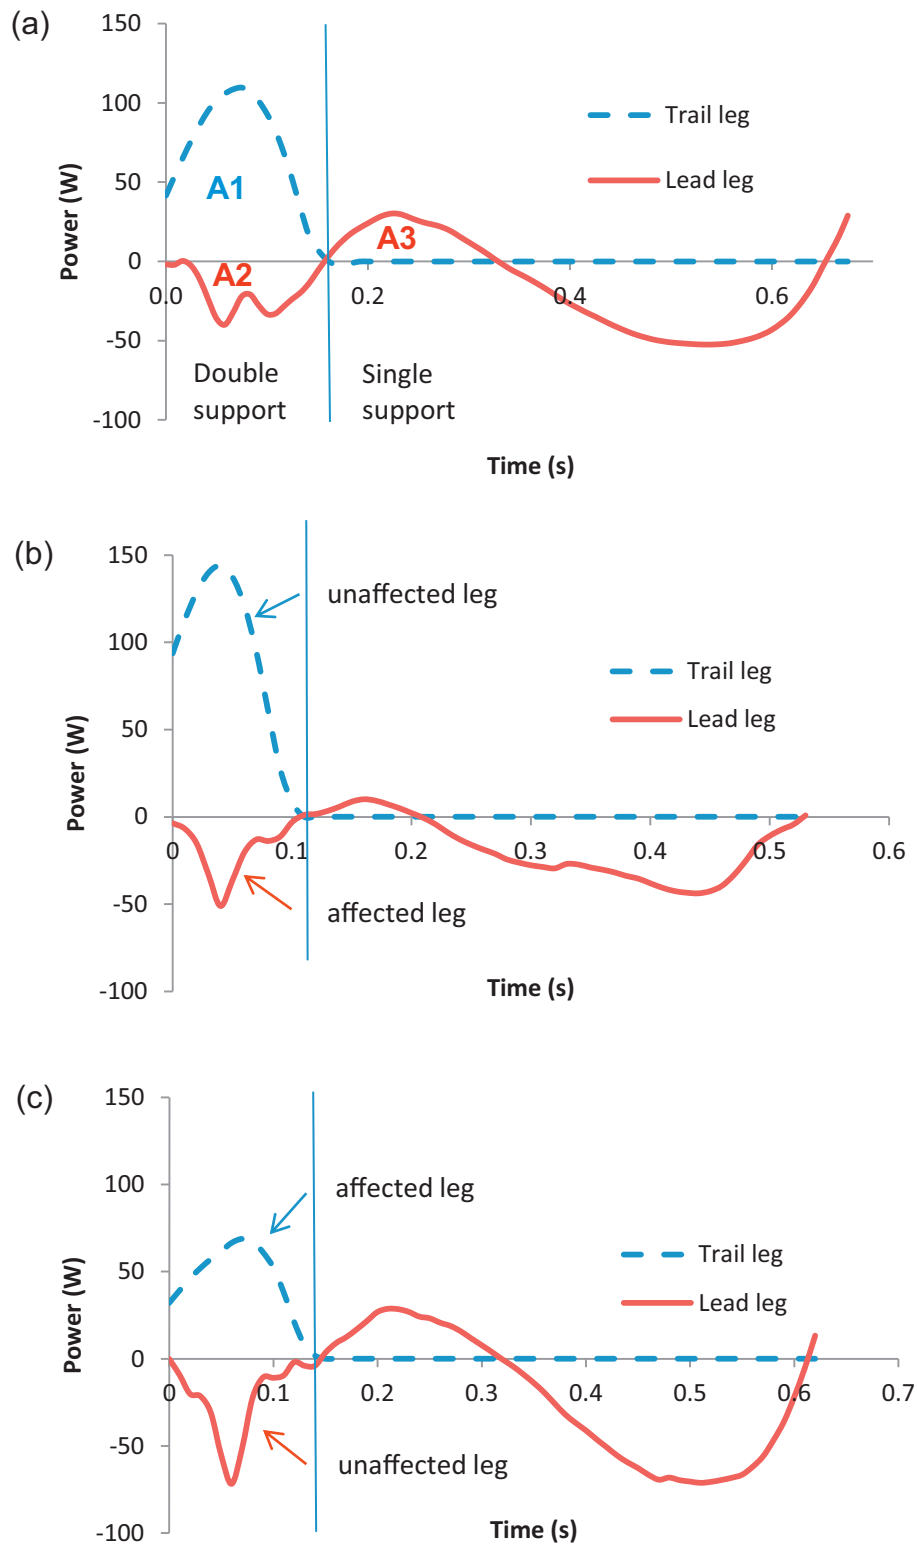 (a)
150
100
50
0
-50
-100
Power (W)
A1
A2
A3
Trail leg
Lead leg
0.0
0.2
0.4
0.6
Double
support
Single
support
Time (s)
(b)
150
100
50
0
-50
-100
Power (W)
unaffected leg
Trail leg
Lead leg
0
0.1
0.2
0.3
0.4
0.5
0.6
affected leg
Time (s)
(c)
150
100
50
0
-50
-100
Power (W)
affected leg
Trail leg
Lead leg
0
0.1
0.2
0.3
0.4
0.5
0.6
0.7
unaffected leg
Time (s)